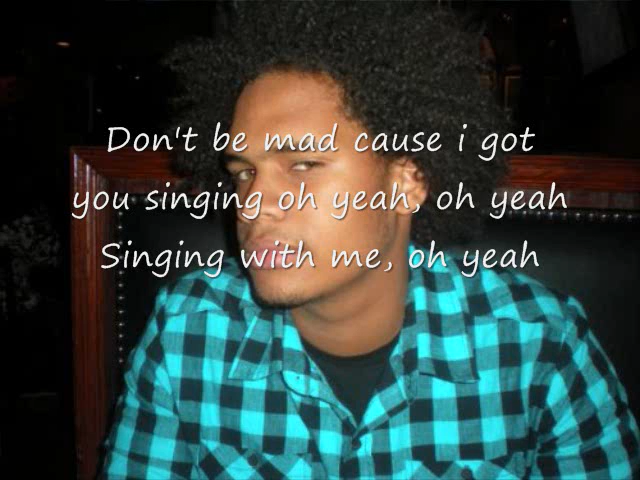 Don't be mad cause i got
you singing oh yeah, oh yeah
Singing with me, oh yeah